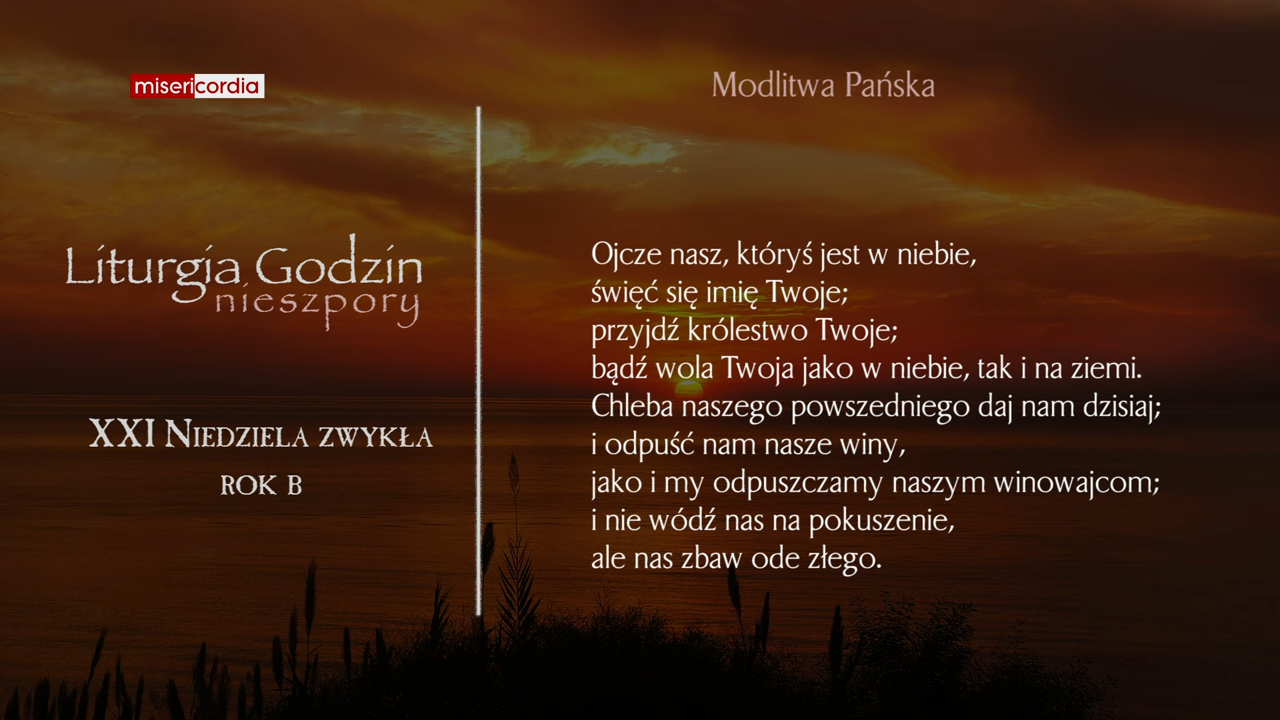 misericordia
Liturgia Godzin
nieszpory
XXI Niedziela zwykła
rok B
Modlitwa Pańska
Ojcze nasz, któryś jest w niebie,
święć się imię Twoje;
przyjdź królestwo Twoje;
bądź wola Twoja jako w niebie, tak i na ziemi.
Chleba naszego powszedniego daj nam dzisiaj;
i odpuść nam nasze winy,
jako i my odpuszczamy naszym winowajcom;
i nie wódź nas na pokuszenie,
ale nas zbaw ode złego.